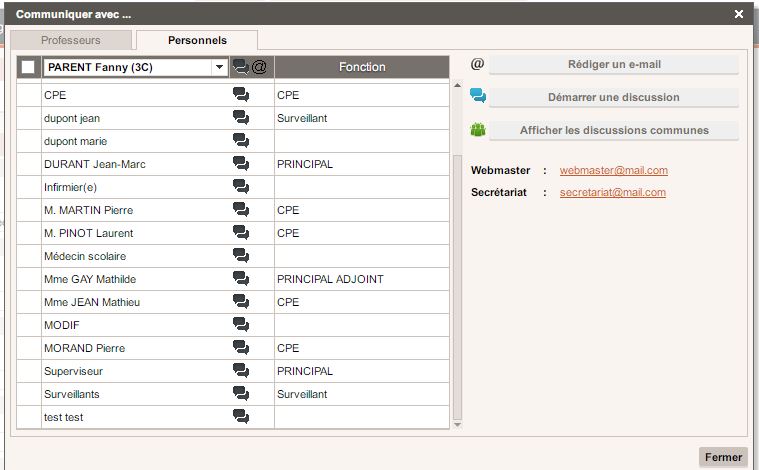 Communiquer avec ...
Professeurs Personnels
PARENT Fanny (3C) @ Fonction
CPE CPE
dupont jean Surveillant
dupont marie
DURANT Jean-Marc PRINCIPAL
Infirmier(e)
M. MARTIN Pierre CPE
M. PINOT Laurent CPE
Médecin scolaire
Mme GAY Mathilde PRINCIPAL ADJOINT
Mme JEAN Mathieu CPE
MODIF
MORAND Pierre CPE
Superviseur PRINCIPAL
Surveillants Surveillant
test test
@ Rédiger un e-mail
Démarrer une discussion
Afficher les discussions communes
Webmaster : webmaster@mail.com
Secrétariat : secretariat@mail.com
Fermer